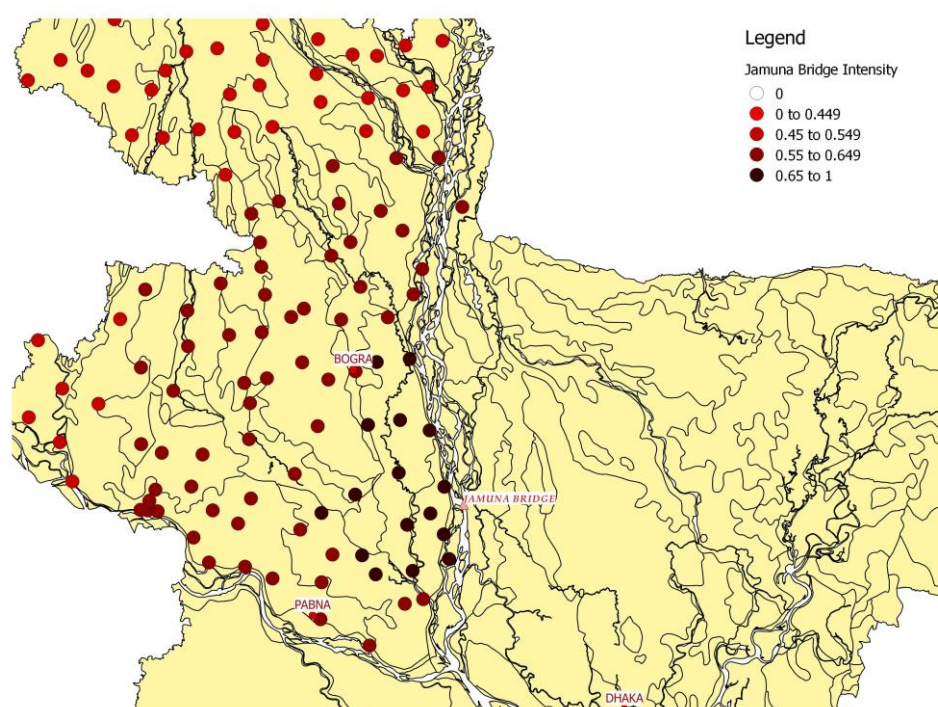 Legend
Jamuna Bridge Intensity
0
0 to 0.449
0.45 to 0.549
0.55 to 0.649
0.65 to 1
BOGRA
JAMUNA BRIDGE
PABNA
DHAKA